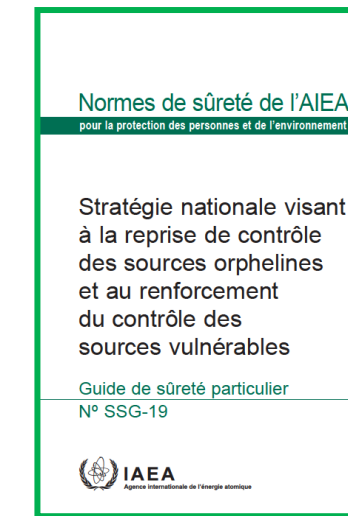 Normes de sûreté de l'AIEA
pour la protection des personnes et de l'environnement
Stratégie nationale visant
à la reprise de contrôle
des sources orphelines
et au renforcement
du contrôle des
sources vulnérables
Guide de sûreté particulier
Nº SSG-19
IAEA
Agence internationale de l'énergie atomique